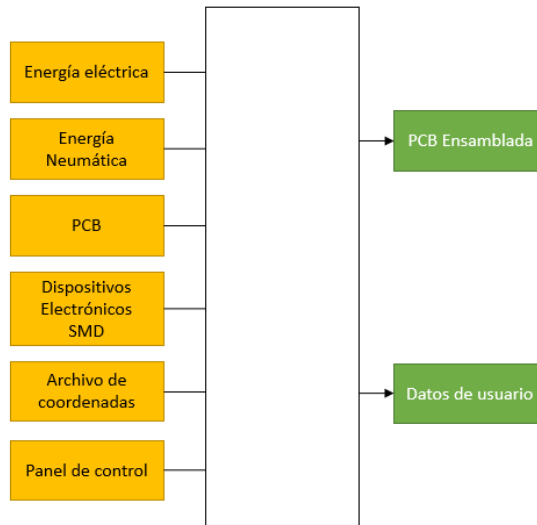 Energía eléctrica
Energía
Neumática
PCB
Dispositivos
Electrónicos
SMD
Archivo de
coordenadas
Panel de control
PCB Ensamblada
Datos de usuario